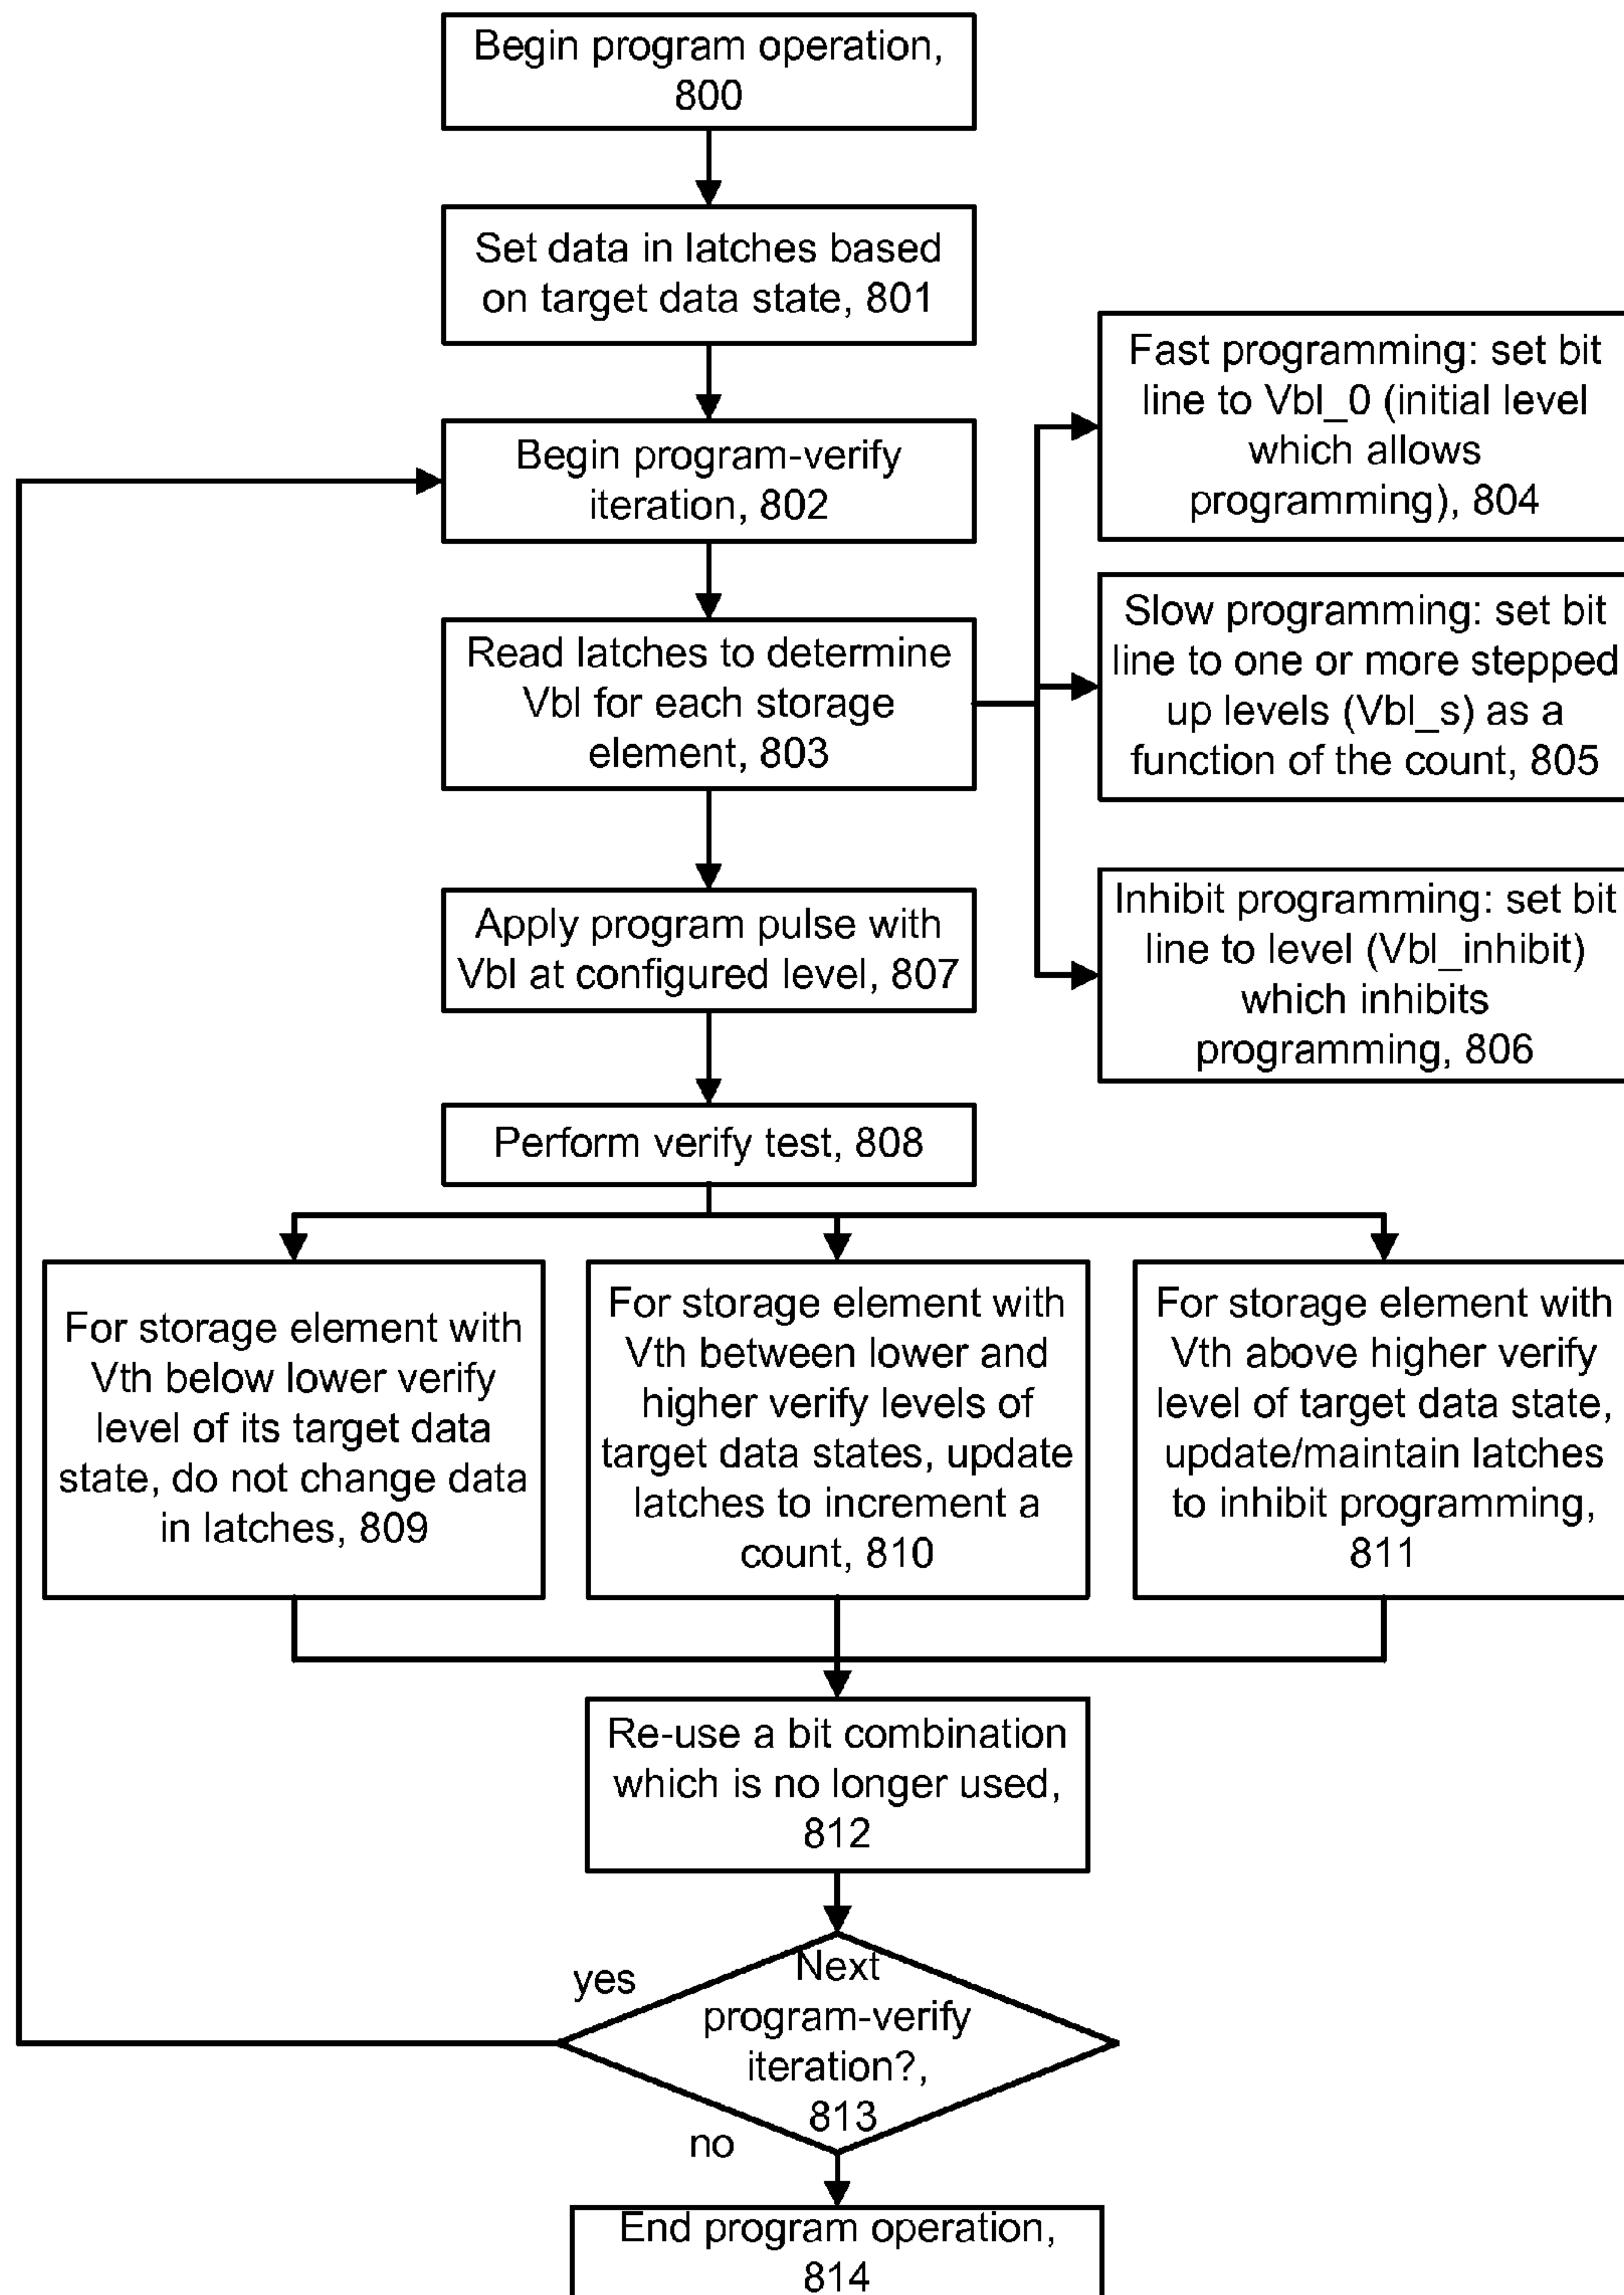 Begin program operation,
800
Set data in latches based
on target data state, 801
Begin program-verify
iteration, 802
Read latches to determine
Vbl for each storage
element, 803
Fast programming: set bit
line to Vbl_0 (initial level
which allows
programming), 804
Slow programming: set bit
line to one or more stepped
up levels (Vbl_s) as a
function of the count, 805
Inhibit programming: set bit
line to level (Vbl_inhibit)
which inhibits
programming, 806
Apply program pulse with
Vbl at configured level, 807
Perform verify test, 808
For storage element with
Vth below lower verify
level of its target data
state, do not change data
in latches, 809
For storage element with
Vth between lower and
higher verify levels of
target data states, update
latches to increment a
count, 810
For storage element with
Vth above higher verify
level of target data state,
update/maintain latches
to inhibit programming,
811
Re-use a bit combination
which is no longer used,
812
yes
Next
program-verify
iteration?,
813
no
End program operation,
814